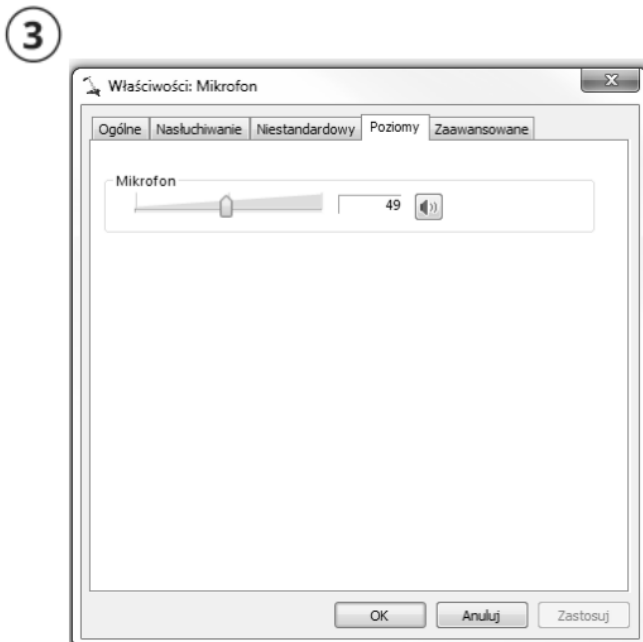 3
Właściwości: Mikrofon
Ogólne Nasłuchiwanie Niestandardowy Poziomy Zaawansowane
Mikrofon
49
OK Anuluj Zastosuj